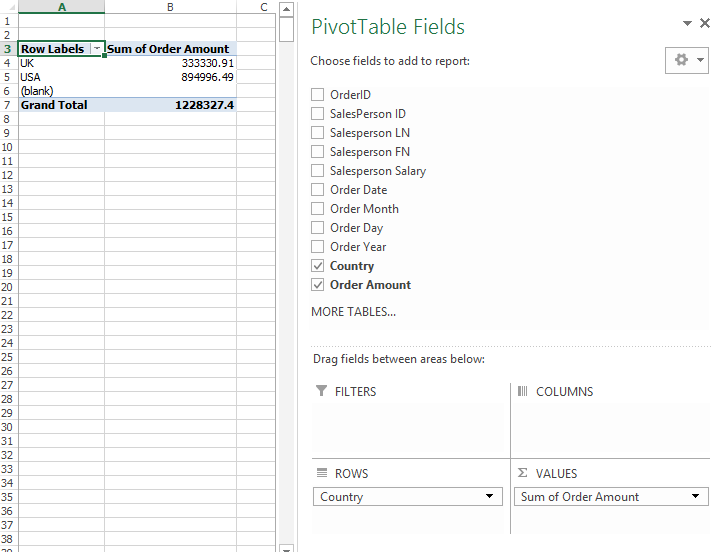 A B C
1
2
3 Row Labels Sum of Order Amount
4 UK 333330.91
5 USA 894996.49
6 (blank)
7 Grand Total 1228327.4
8
9
10
11
12
13
14
15
16
17
18
19
20
21
22
23
24
25
26
27
28
29
30
31
32
33
34
35
36
37
38
39
PivotTable Fields
Choose fields to add to report:
OrderID
SalesPerson ID
Salesperson LN
Salesperson FN
Salesperson Salary
Order Date
Order Month
Order Day
Order Year
Country
Order Amount
MORE TABLES...
Drag fields between areas below:
FILTERS
COLUMNS
ROWS
Σ VALUES
Country
Sum of Order Amount